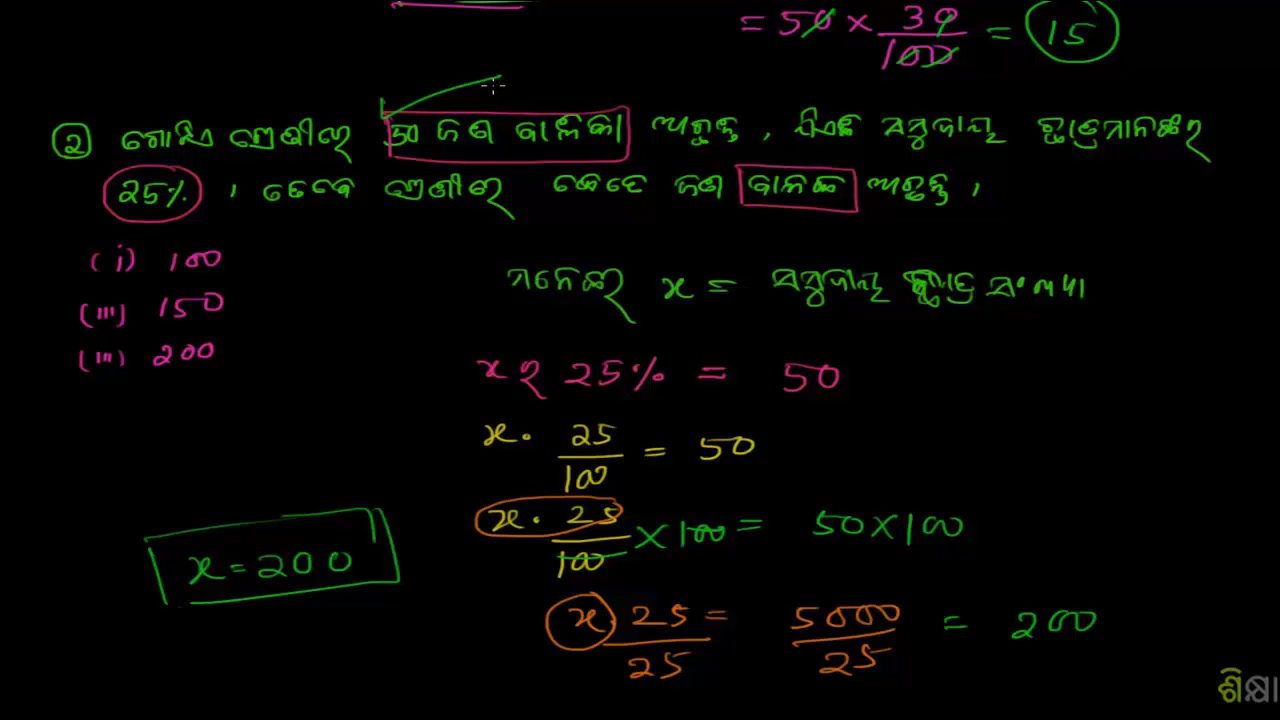 = 50 × 30/100 = 15
୨ ଗୋଟିଏ ଶ୍ରେଣୀରେ 50 ଜଣ ବାଳିକା ଅଛନ୍ତି, ଯିଏକି ସମୁଦାୟ ଛାତ୍ରମାନଙ୍କର
25% । ତେବେ ଶ୍ରେଣୀରେ କେତେ ଜଣ ବାଳକ ଅଛନ୍ତି ।
(i) 100
(ii) 150
(iii) 200
ମନେକର x = ସମୁଦାୟ ଛାତ୍ର ସଂଖ୍ୟା
xର 25% = 50
x. 25/100 = 50
x. 25/100 × 100 = 50 × 100
x 25/25 = 5000/25 = 200
x = 200
ଶିକ୍ଷା